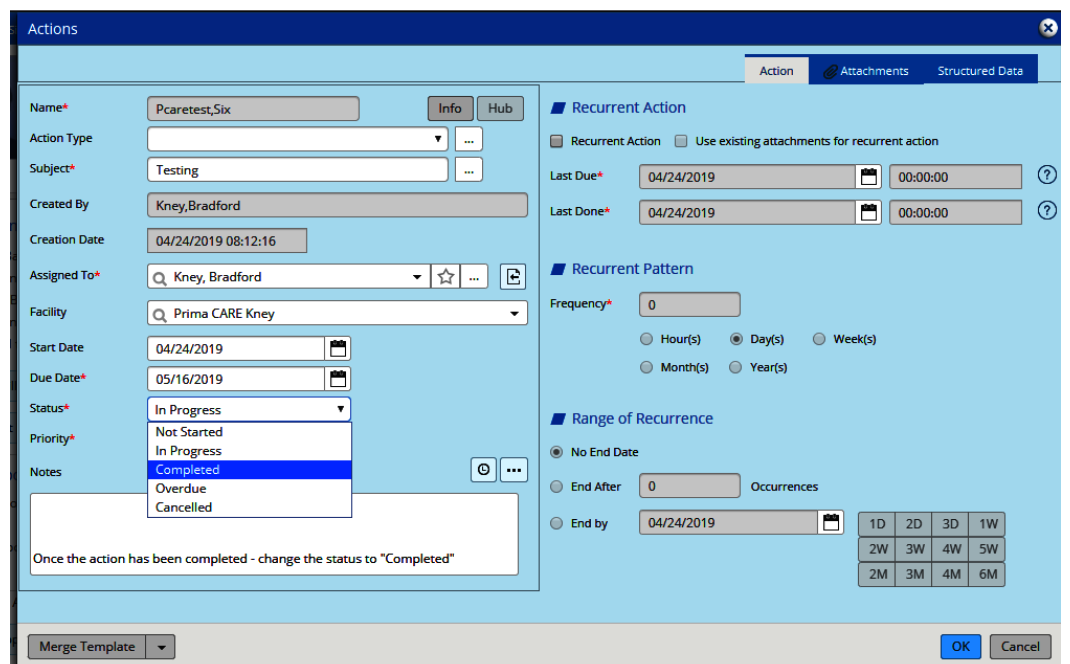 Actions
Action Attachments Structured Data
Name* Pcaretest,Six Info Hub
Action Type ...
Subject* Testing ...
Created By Kney,Bradford
Creation Date 04/24/2019 08:12:16
Assigned To* Kney, Bradford ...
Facility Prima CARE Kney
Start Date 04/24/2019
Due Date* 05/16/2019
Status* In Progress
Not Started
In Progress
Completed
Overdue
Cancelled
Priority*
Notes ...
Once the action has been completed - change the status to "Completed"
Recurrent Action
Recurrent Action Use existing attachments for recurrent action
Last Due* 04/24/2019 00:00:00 ?
Last Done* 04/24/2019 00:00:00 ?
Recurrent Pattern
Frequency* 0
Hour(s) Day(s) Week(s)
Month(s) Year(s)
Range of Recurrence
No End Date
End After 0 Occurrences
End by 04/24/2019
1D 2D 3D 1W
2W 3W 4W 5W
2M 3M 4M 6M
Merge Template OK Cancel